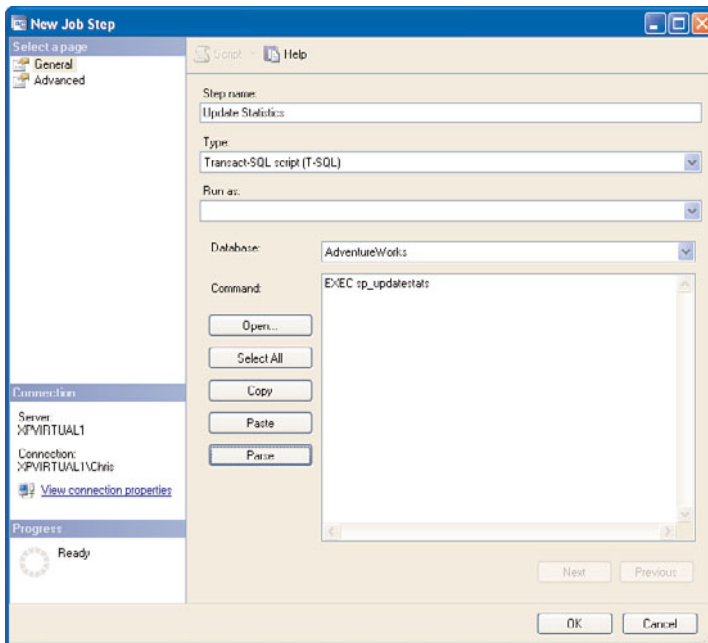 New Job Step
Select a page
General
Advanced
Script
Help
Step name:
Update Statistics
Type:
Transact-SQL script (T-SQL)
Run as:
Database:
AdventureWorks
Command:
EXEC sp_updatestats
Open...
Select All
Copy
Paste
Parse
Connection
Server:
XPVIRTUAL1
Connection:
XPVIRTUAL1\Chris
View connection properties
Progress
Ready
Next
Previous
OK
Cancel